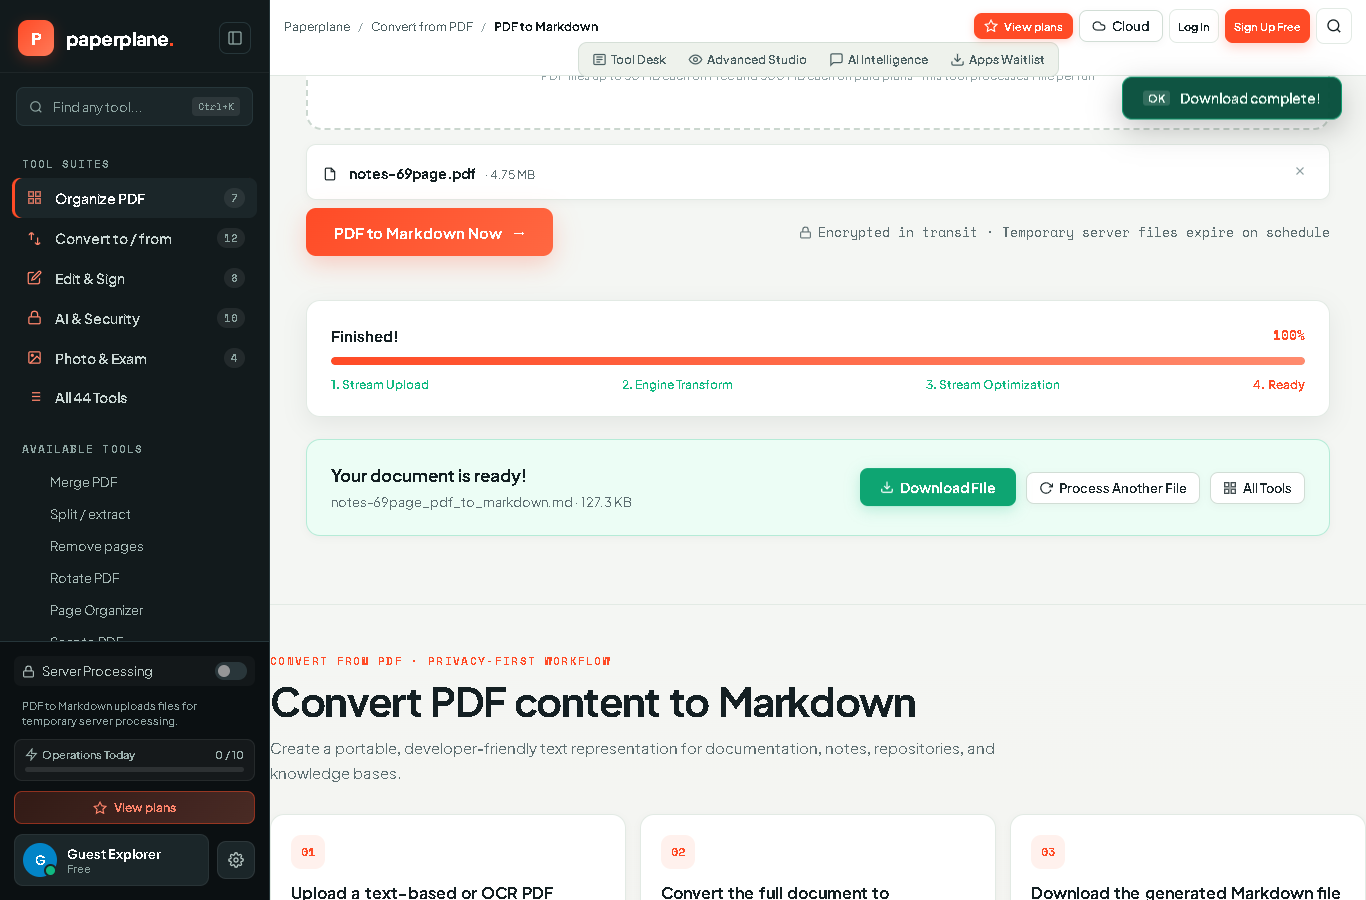 P paperplane.
Find any tool... Ctrl+K
TOOL SUITES
Organize PDF 7
Convert to / from 12
Edit & Sign 8
AI & Security 10
Photo & Exam 4
All 44 Tools
AVAILABLE TOOLS
Merge PDF
Split / extract
Remove pages
Rotate PDF
Page Organizer
Server Processing
PDF to Markdown uploads files for
temporary server processing.
Operations Today 0 / 10
View plans
G Guest Explorer
Free
Paperplane / Convert from PDF / PDF to Markdown
View plans
Cloud
Log In
Sign Up Free
Tool Desk
Advanced Studio
AI Intelligence
Apps Waitlist
OK Download complete!
notes-69page.pdf · 4.75 MB ×
PDF to Markdown Now →
Encrypted in transit · Temporary server files expire on schedule
Finished! 100%
1. Stream Upload 2. Engine Transform 3. Stream Optimization 4. Ready
Your document is ready!
notes-69page_pdf_to_markdown.md · 127.3 KB
Download File
Process Another File
All Tools
CONVERT FROM PDF · PRIVACY-FIRST WORKFLOW
Convert PDF content to Markdown
Create a portable, developer-friendly text representation for documentation, notes, repositories, and
knowledge bases.
01
Upload a text-based or OCR PDF
02
Convert the full document to
03
Download the generated Markdown file